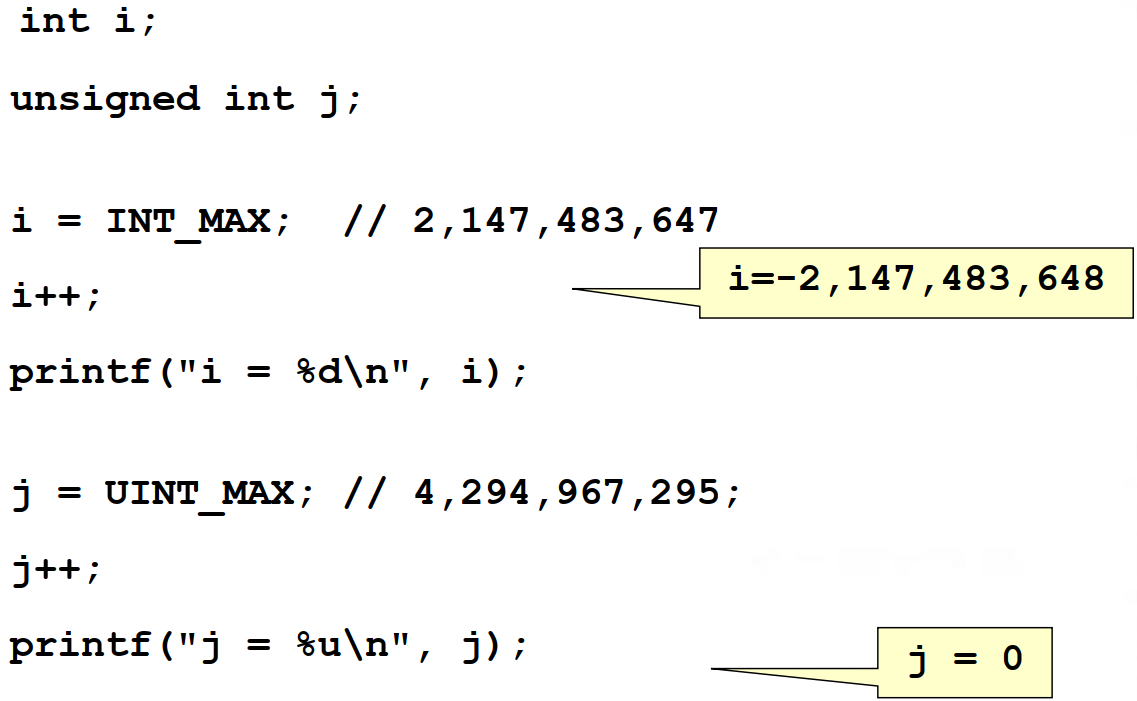 int i;
unsigned int j;
i = INT_MAX;  // 2,147,483,647
i=-2,147,483,648
i++;
printf("i = %d\n", i);
j = UINT_MAX; // 4,294,967,295;
j++;
printf("j = %u\n", j);
j = 0